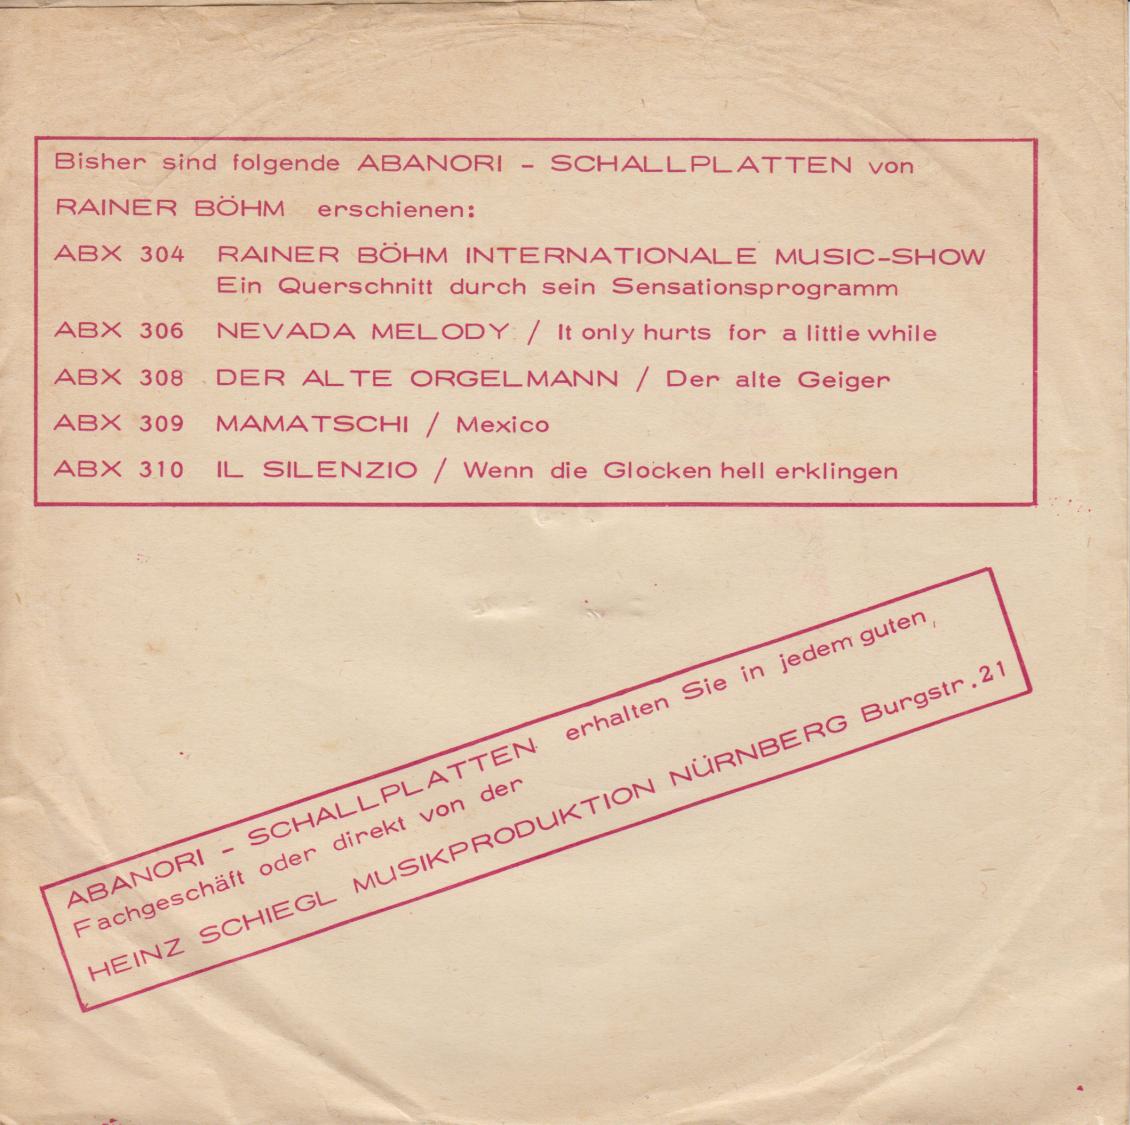 Bisher sind folgende ABANORI - SCHALLPLATTEN von
RAINER BÖHM erschienen:
ABX 304 RAINER BÖHM INTERNATIONALE MUSIC-SHOW
Ein Querschnitt durch sein Sensationsprogramm
ABX 306 NEVADA MELODY / It only hurts for a little while
ABX 308 DER ALTE ORGELMANN / Der alte Geiger
ABX 309 MAMATSCHI / Mexico
ABX 310 IL SILENZIO / Wenn die Glocken hell erklingen
ABANORI - SCHALLPLATTEN erhalten Sie in jedem guten,
Fachgeschäft oder direkt von der
HEINZ SCHIEGL MUSIKPRODUKTION NÜRNBERG Burgstr.21